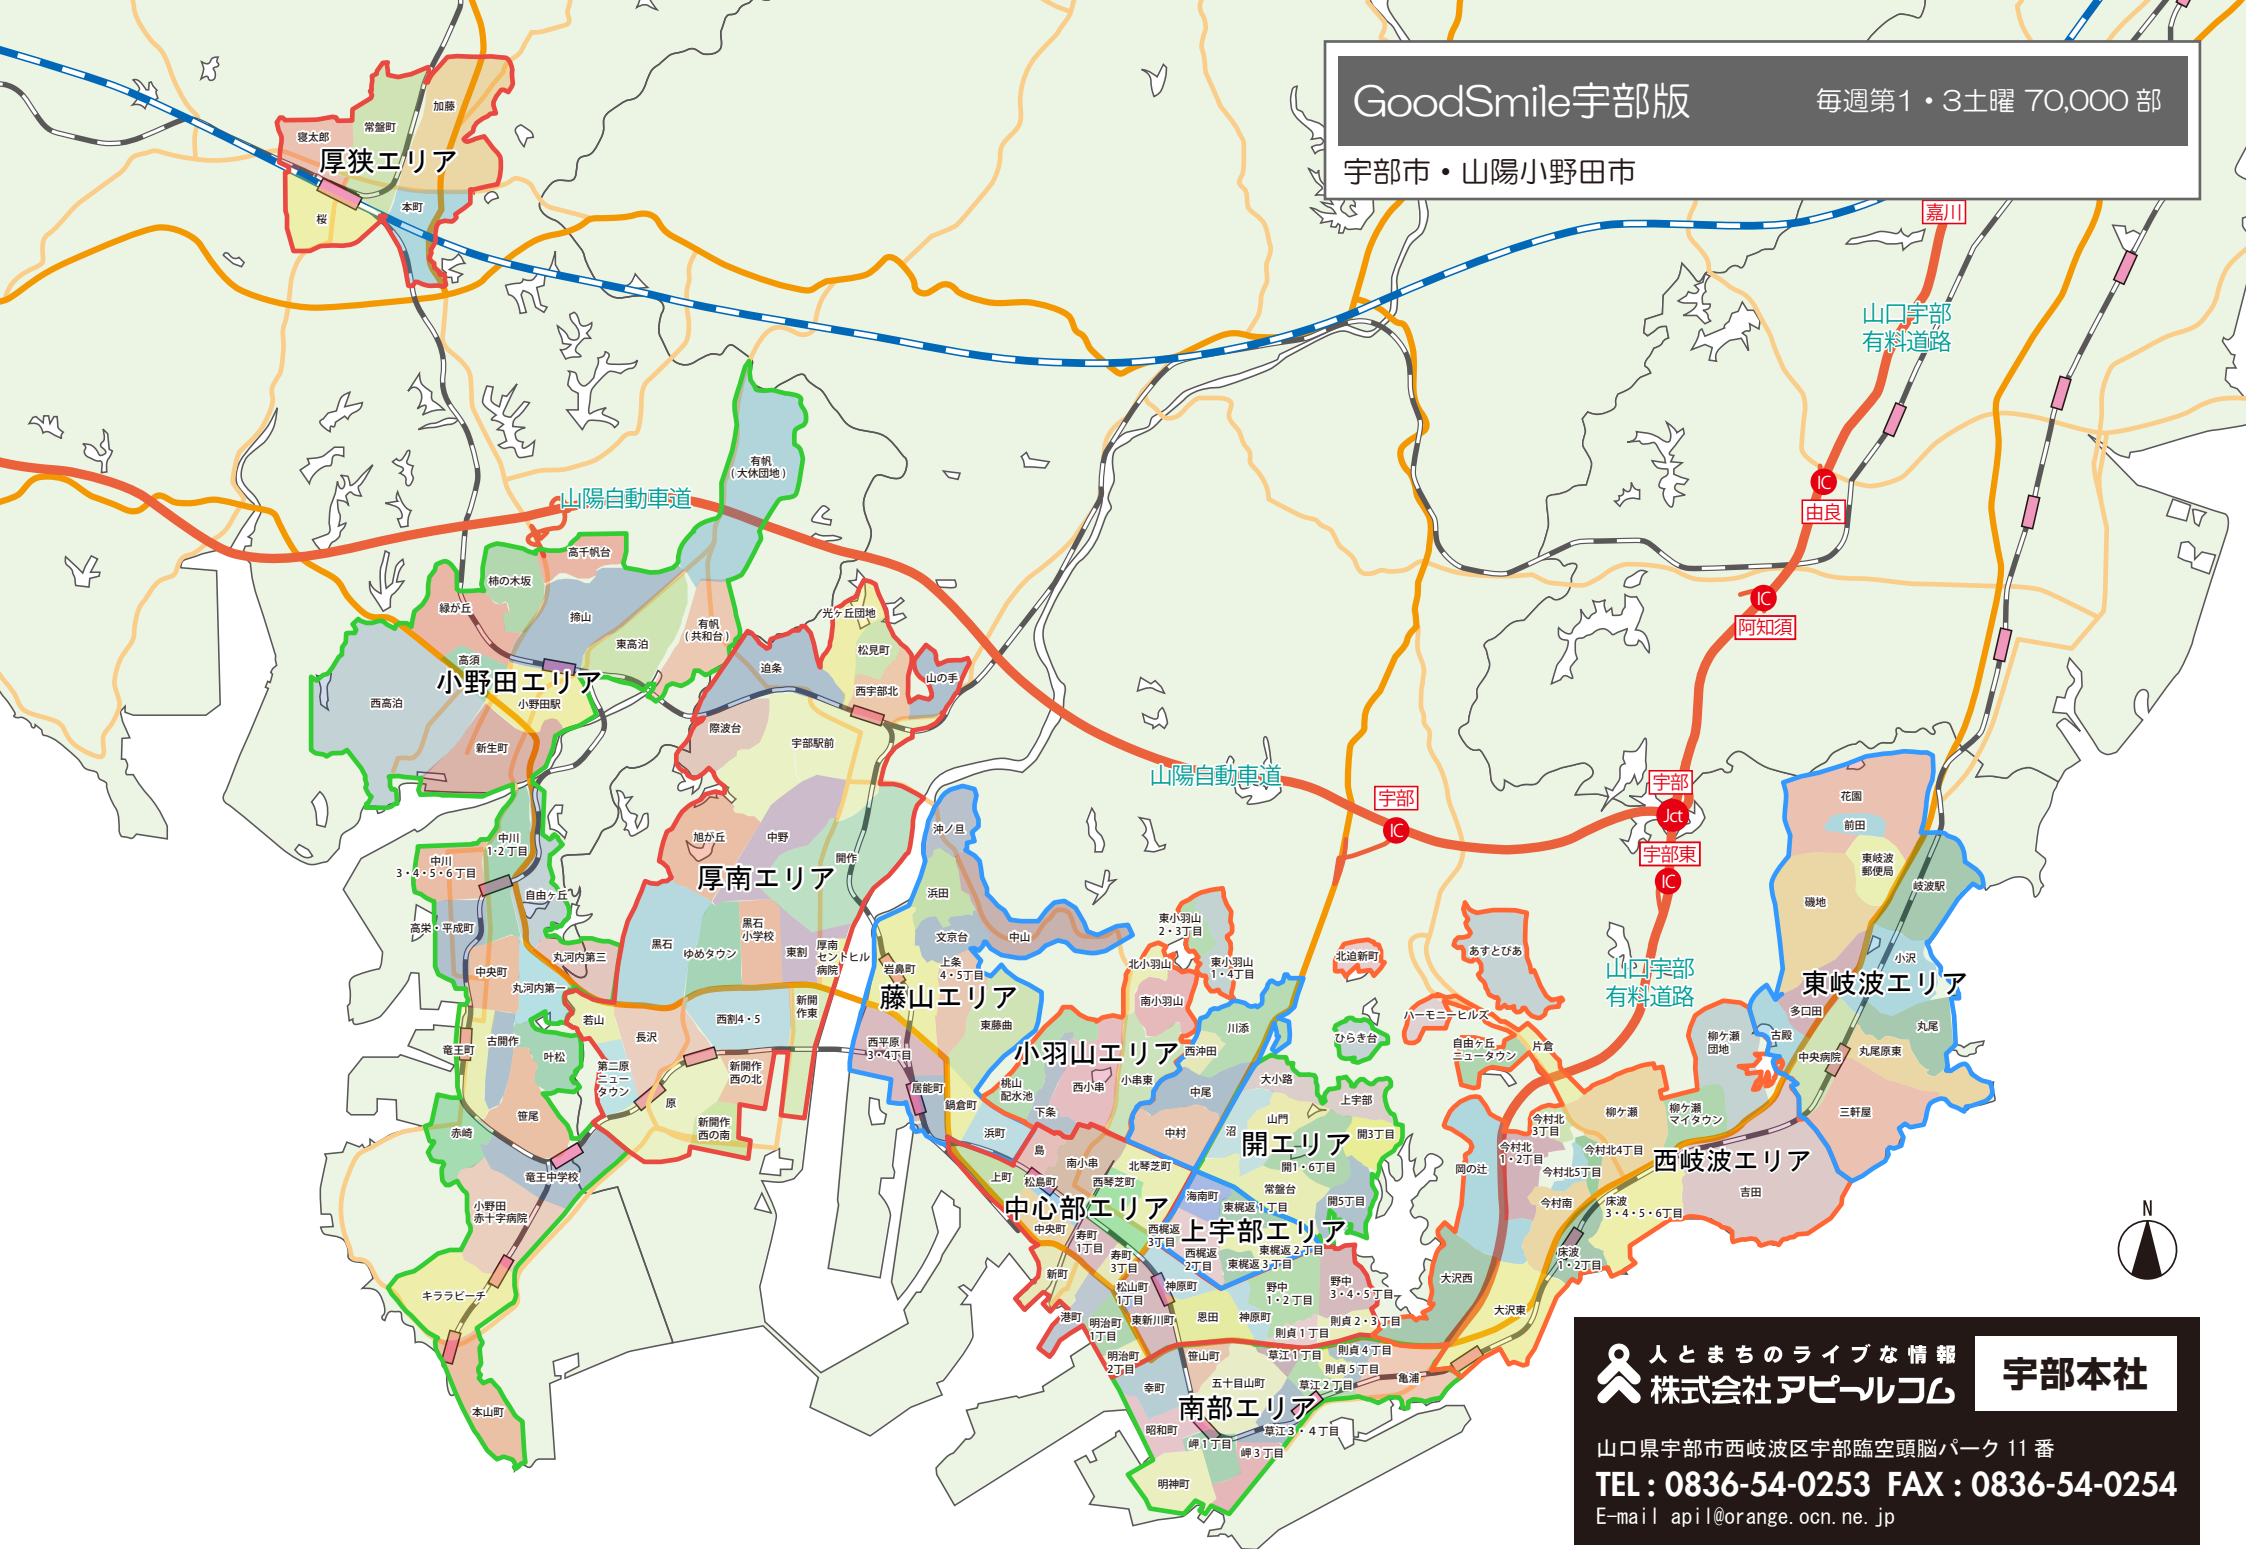 GoodSmile宇部版
毎週第1・3土曜 70,000 部
宇部市・山陽小野田市
嘉川
山口宇部
有料道路
IC
由良
IC
阿知須
山陽自動車道
山陽自動車道
宇部
IC
宇部
Jct
宇部東
IC
山口宇部
有料道路
厚狭エリア
加藤
常盤町
寝太郎
本町
桜
小野田エリア
有帆
(大休団地)
高千帆台
柿の木坂
緑が丘
揥山
東高泊
有帆
(共和台)
高須
小野田駅
西高泊
新生町
中川
1・2丁目
中川
3・4・5・6丁目
自由ヶ丘
高栄・平成町
丸河内第三
中央町
丸河内第一
竜王町
古開作
叶松
笹尾
赤崎
竜王中学校
小野田
赤十字病院
キララビーチ
本山町
厚南エリア
光ヶ丘団地
松見町
迫条
西宇部北
山の手
際波台
宇部駅前
旭が丘
中野
開作
黒石
ゆめタウン
黒石
小学校
東割
厚南
セントヒル
病院
西割4・5
新開
作東
若山
長沢
第二原
ニュー
タウン
原
新開作
西の北
新開作
西の南
藤山エリア
沖ノ旦
浜田
文京台
中山
上条
4・5丁目
岩鼻町
東藤曲
西平原
3・4丁目
居能町
鍋倉町
浜町
小羽山エリア
東小羽山
2・3丁目
北小羽山
東小羽山
1・4丁目
南小羽山
桃山
配水池
西小串
小串東
下条
上宇部エリア
川添
西沖田
中尾
中村
沼
海南町
東梶返1丁目
西梶返
3丁目
西梶返
2丁目
東梶返2丁目
東梶返3丁目
開エリア
大小路
山門
上宇部
開3丁目
開1・6丁目
常盤台
開5丁目
ひらき台
中心部エリア
島
南小串
北琴芝町
上町
松島町
西琴芝町
中央町
寿町
1丁目
寿町
3丁目
新町
松山町
1丁目
神原町
港町
明治町
1丁目
東新川町
恩田
神原町
野中
1・2丁目
野中
3・4・5丁目
則貞1丁目
則貞2・3丁目
明治町
2丁目
南部エリア
笹山町
草江1丁目
則貞4丁目
則貞5丁目
幸町
五十目山町
草江2丁目
亀浦
昭和町
岬1丁目
草江3・4丁目
岬3丁目
明神町
西岐波エリア
北迫新町
あすとぴあ
ハーモニーヒルズ
自由ヶ丘
ニュータウン
片倉
柳ケ瀬
団地
柳ヶ瀬
柳ケ瀬
マイタウン
今村北
3丁目
今村北
1・2丁目
今村北4丁目
今村北5丁目
岡の辻
今村南
床波
3・4・5・6丁目
吉田
床波
1・2丁目
大沢西
大沢東
東岐波エリア
花園
前田
東岐波
郵便局
岐波駅
磯地
小沢
多口田
丸尾
古殿
中央病院
丸尾原東
三軒屋
N
人とまちのライブな情報
株式会社アピールコム
宇部本社
山口県宇部市西岐波区宇部臨空頭脳パーク 11 番
TEL : 0836-54-0253 FAX : 0836-54-0254
E-mail apil@orange.ocn.ne.jp